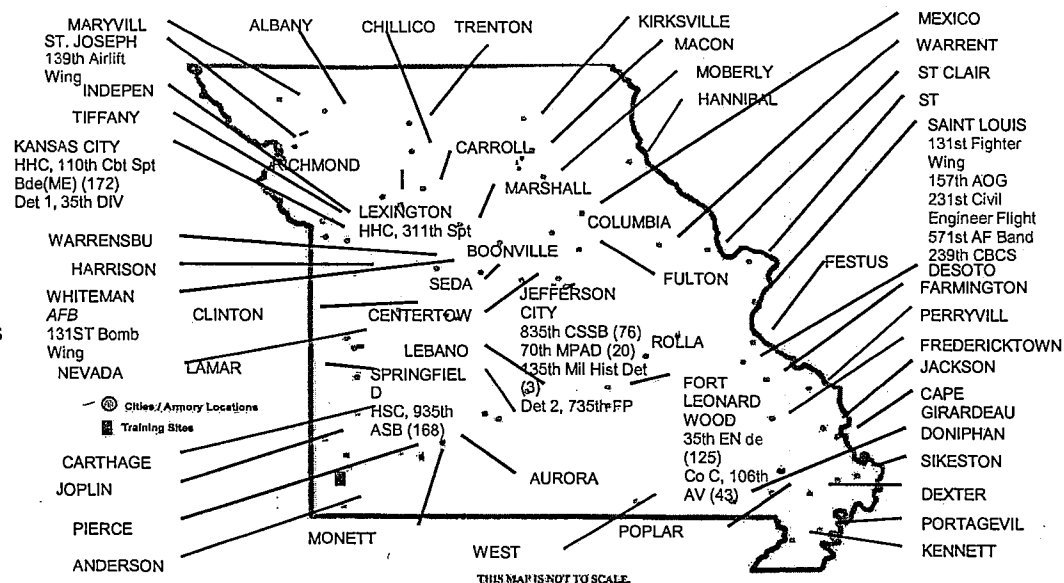 MARYVILL
ST. JOSEPH
139th Airlift
Wing
INDEPEN
TIFFANY
KANSAS CITY
HHC, 110th Cbt Spt
Bde(ME) (172)
Det 1, 35th DIV
WARRENSBU
HARRISON
WHITEMAN
AFB
131ST Bomb
Wing
NEVADA
S
CARTHAGE
JOPLIN
PIERCE
ANDERSON
ALBANY
CHILLICO
TRENTON
KIRKSVILLE
MACON
MOBERLY
HANNIBAL
RICHMOND
CARROLL
MARSHALL
LEXINGTON
HHC, 311th Spt
COLUMBIA
BOONVILLE
FULTON
SEDA
CLINTON
CENTERTOW
JEFFERSON
CITY
835th CSSB (76)
70th MPAD (20)
135th Mil Hist Det
(3)
Det 2, 735th FP
LEBANO
ROLLA
LAMAR
SPRINGFIEL
D
HSC, 935th
ASB (168)
Cities / Armory Locations
Training Sites
FORT
LEONARD
WOOD
35th EN de
(125)
Co C, 106th
AV (43)
AURORA
MONETT
WEST
POPLAR
MEXICO
WARRENT
ST CLAIR
ST
SAINT LOUIS
131st Fighter
Wing
157th AOG
231st Civil
Engineer Flight
571st AF Band
239th CBCS
FESTUS
DESOTO
FARMINGTON
PERRYVILL
FREDERICKTOWN
JACKSON
CAPE
GIRARDEAU
DONIPHAN
SIKESTON
DEXTER
PORTAGEVIL
KENNETT
THIS MAP IS NOT TO SCALE.